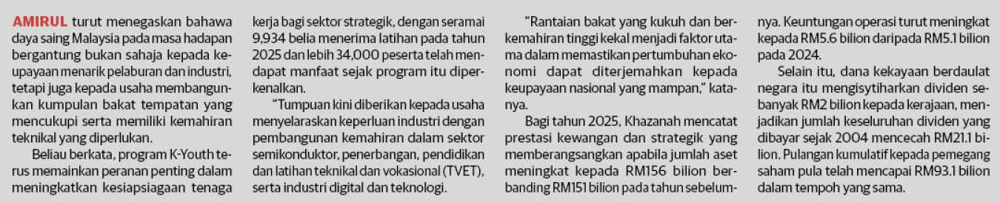 AMIRUL turut menegaskan bahawa
daya saing Malaysia pada masa hadapan
bergantung bukan sahaja kepada ke-
upayaan menarik pelaburan dan industri,
tetapi juga kepada usaha membangun-
kan kumpulan bakat tempatan yang
mencukupi serta memiliki kemahiran
teknikal yang diperlukan.
Beliau berkata, program K-Youth te-
rus memainkan peranan penting dalam
meningkatkan kesiapsiagaan tenaga
kerja bagi sektor strategik, dengan seramai
9,934 belia menerima latihan pada tahun
2025 dan lebih 34,000 peserta telah men-
dapat manfaat sejak program itu diper-
kenalkan.
“Tumpuan kini diberikan kepada usaha
menyelaraskan keperluan industri dengan
pembangunan kemahiran dalam sektor
semikonduktor, penerbangan, pendidikan
dan latihan teknikal dan vokasional (TVET),
serta industri digital dan teknologi.
“Rantaian bakat yang kukuh dan ber-
kemahiran tinggi kekal menjadi faktor uta-
ma dalam memastikan pertumbuhan eko-
nomi dapat diterjemahkan kepada
keupayaan nasional yang mampan,” kata-
nya.
Bagi tahun 2025, Khazanah mencatat
prestasi kewangan dan strategik yang
memberangsangkan apabila jumlah aset
meningkat kepada RM156 bilion ber-
banding RM151 bilion pada tahun sebelum-
nya. Keuntungan operasi turut meningkat
kepada RM5.6 bilion daripada RM5.1 bilion
pada 2024.
Selain itu, dana kekayaan berdaulat
negara itu mengisytiharkan dividen se-
banyak RM2 bilion kepada kerajaan, men-
jadikan jumlah keseluruhan dividen yang
dibayar sejak 2004 mencecah RM21.1 bi-
lion. Pulangan kumulatif kepada pemegang
saham pula telah mencapai RM93.1 bilion
dalam tempoh yang sama.